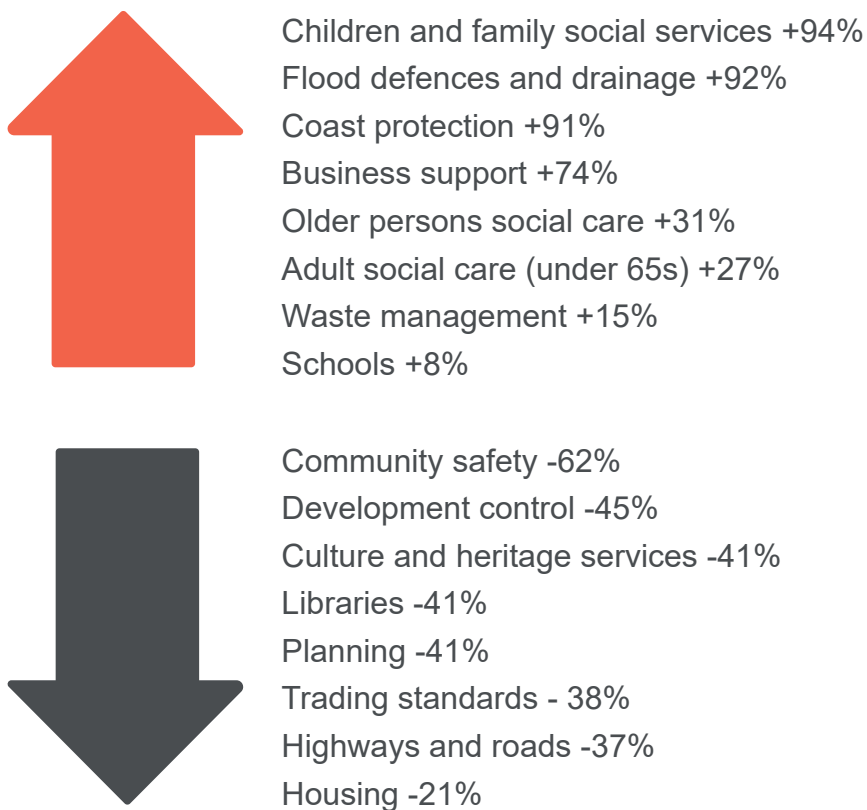 Children and family social services +94%
Flood defences and drainage +92%
Coast protection +91%
Business support +74%
Older persons social care +31%
Adult social care (under 65s) +27%
Waste management +15%
Schools +8%
Community safety -62%
Development control -45%
Culture and heritage services -41%
Libraries -41%
Planning -41%
Trading standards - 38%
Highways and roads -37%
Housing -21%